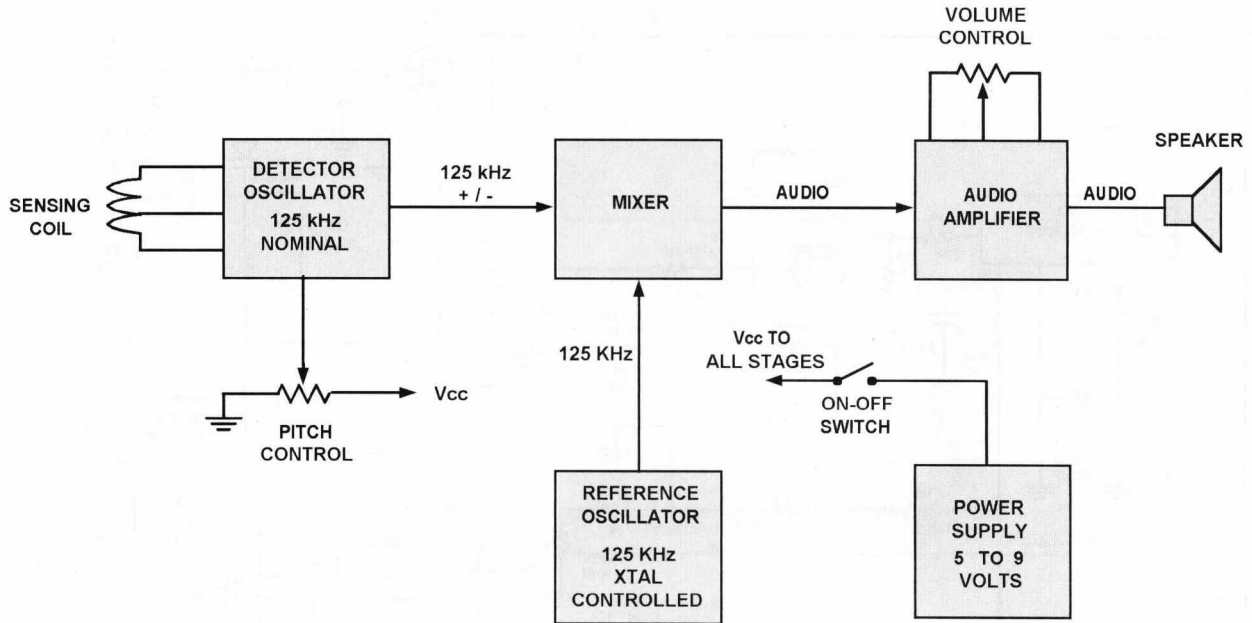 VOLUME
CONTROL
SPEAKER
SENSING
COIL
DETECTOR
OSCILLATOR
125 kHz
NOMINAL
125 kHz
+ / -
MIXER
AUDIO
AUDIO
AMPLIFIER
AUDIO
PITCH
CONTROL
Vcc
125 KHz
Vcc TO
ALL STAGES
ON-OFF
SWITCH
REFERENCE
OSCILLATOR
125 KHz
XTAL
CONTROLLED
POWER
SUPPLY
5 TO 9
VOLTS